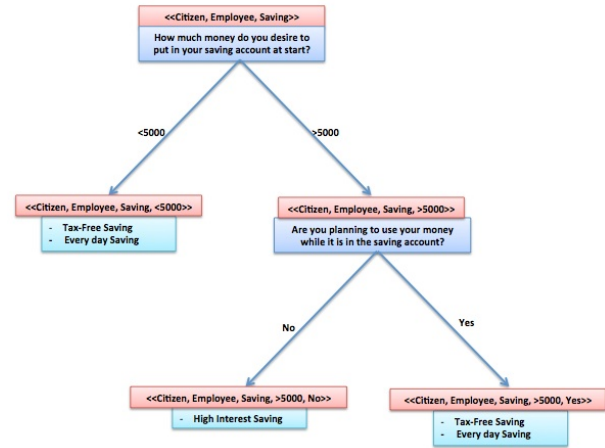 <<Citizen, Employee, Saving>>
How much money do you desire to
put in your saving account at start?
<5000
>5000
<<Citizen, Employee, Saving, <5000>>
- Tax-Free Saving
- Every day Saving
<<Citizen, Employee, Saving, >5000>>
Are you planning to use your money
while it is in the saving account?
No
Yes
<<Citizen, Employee, Saving, >5000, No>>
- High Interest Saving
<<Citizen, Employee, Saving, >5000, Yes>>
- Tax-Free Saving
- Every day Saving